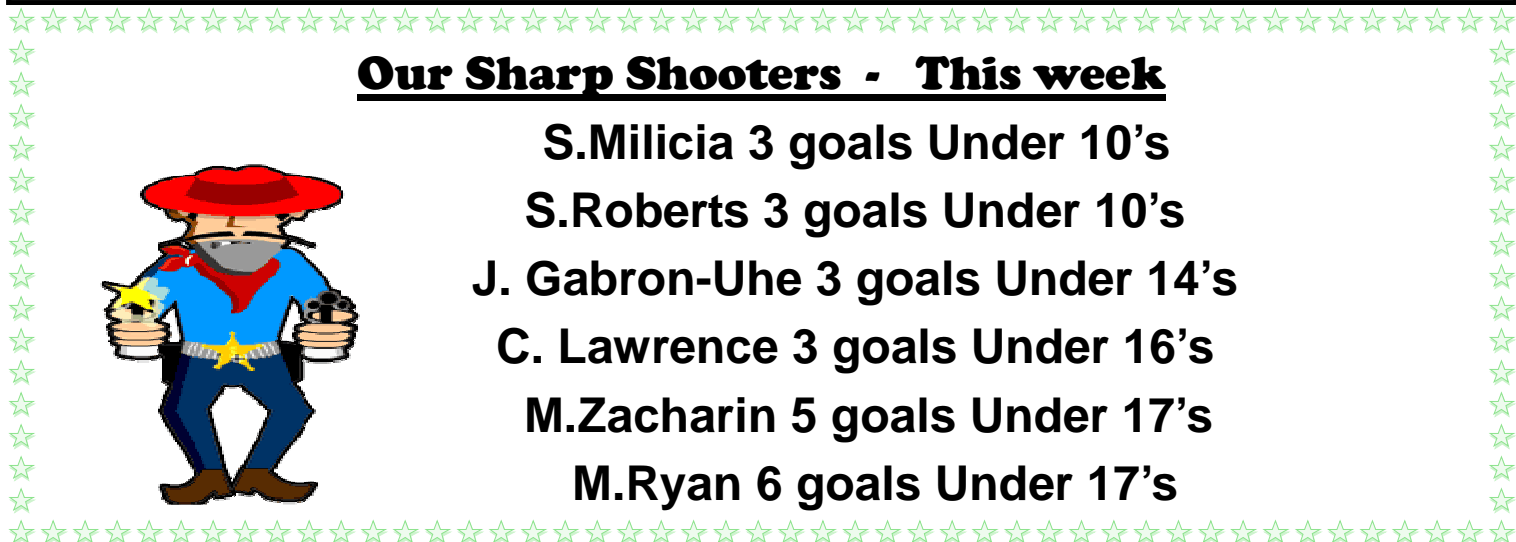 Our Sharp Shooters - This week
S.Milicia 3 goals Under 10’s
S.Roberts 3 goals Under 10’s
J. Gabron-Uhe 3 goals Under 14’s
C. Lawrence 3 goals Under 16’s
M.Zacharin 5 goals Under 17’s
M.Ryan 6 goals Under 17’s